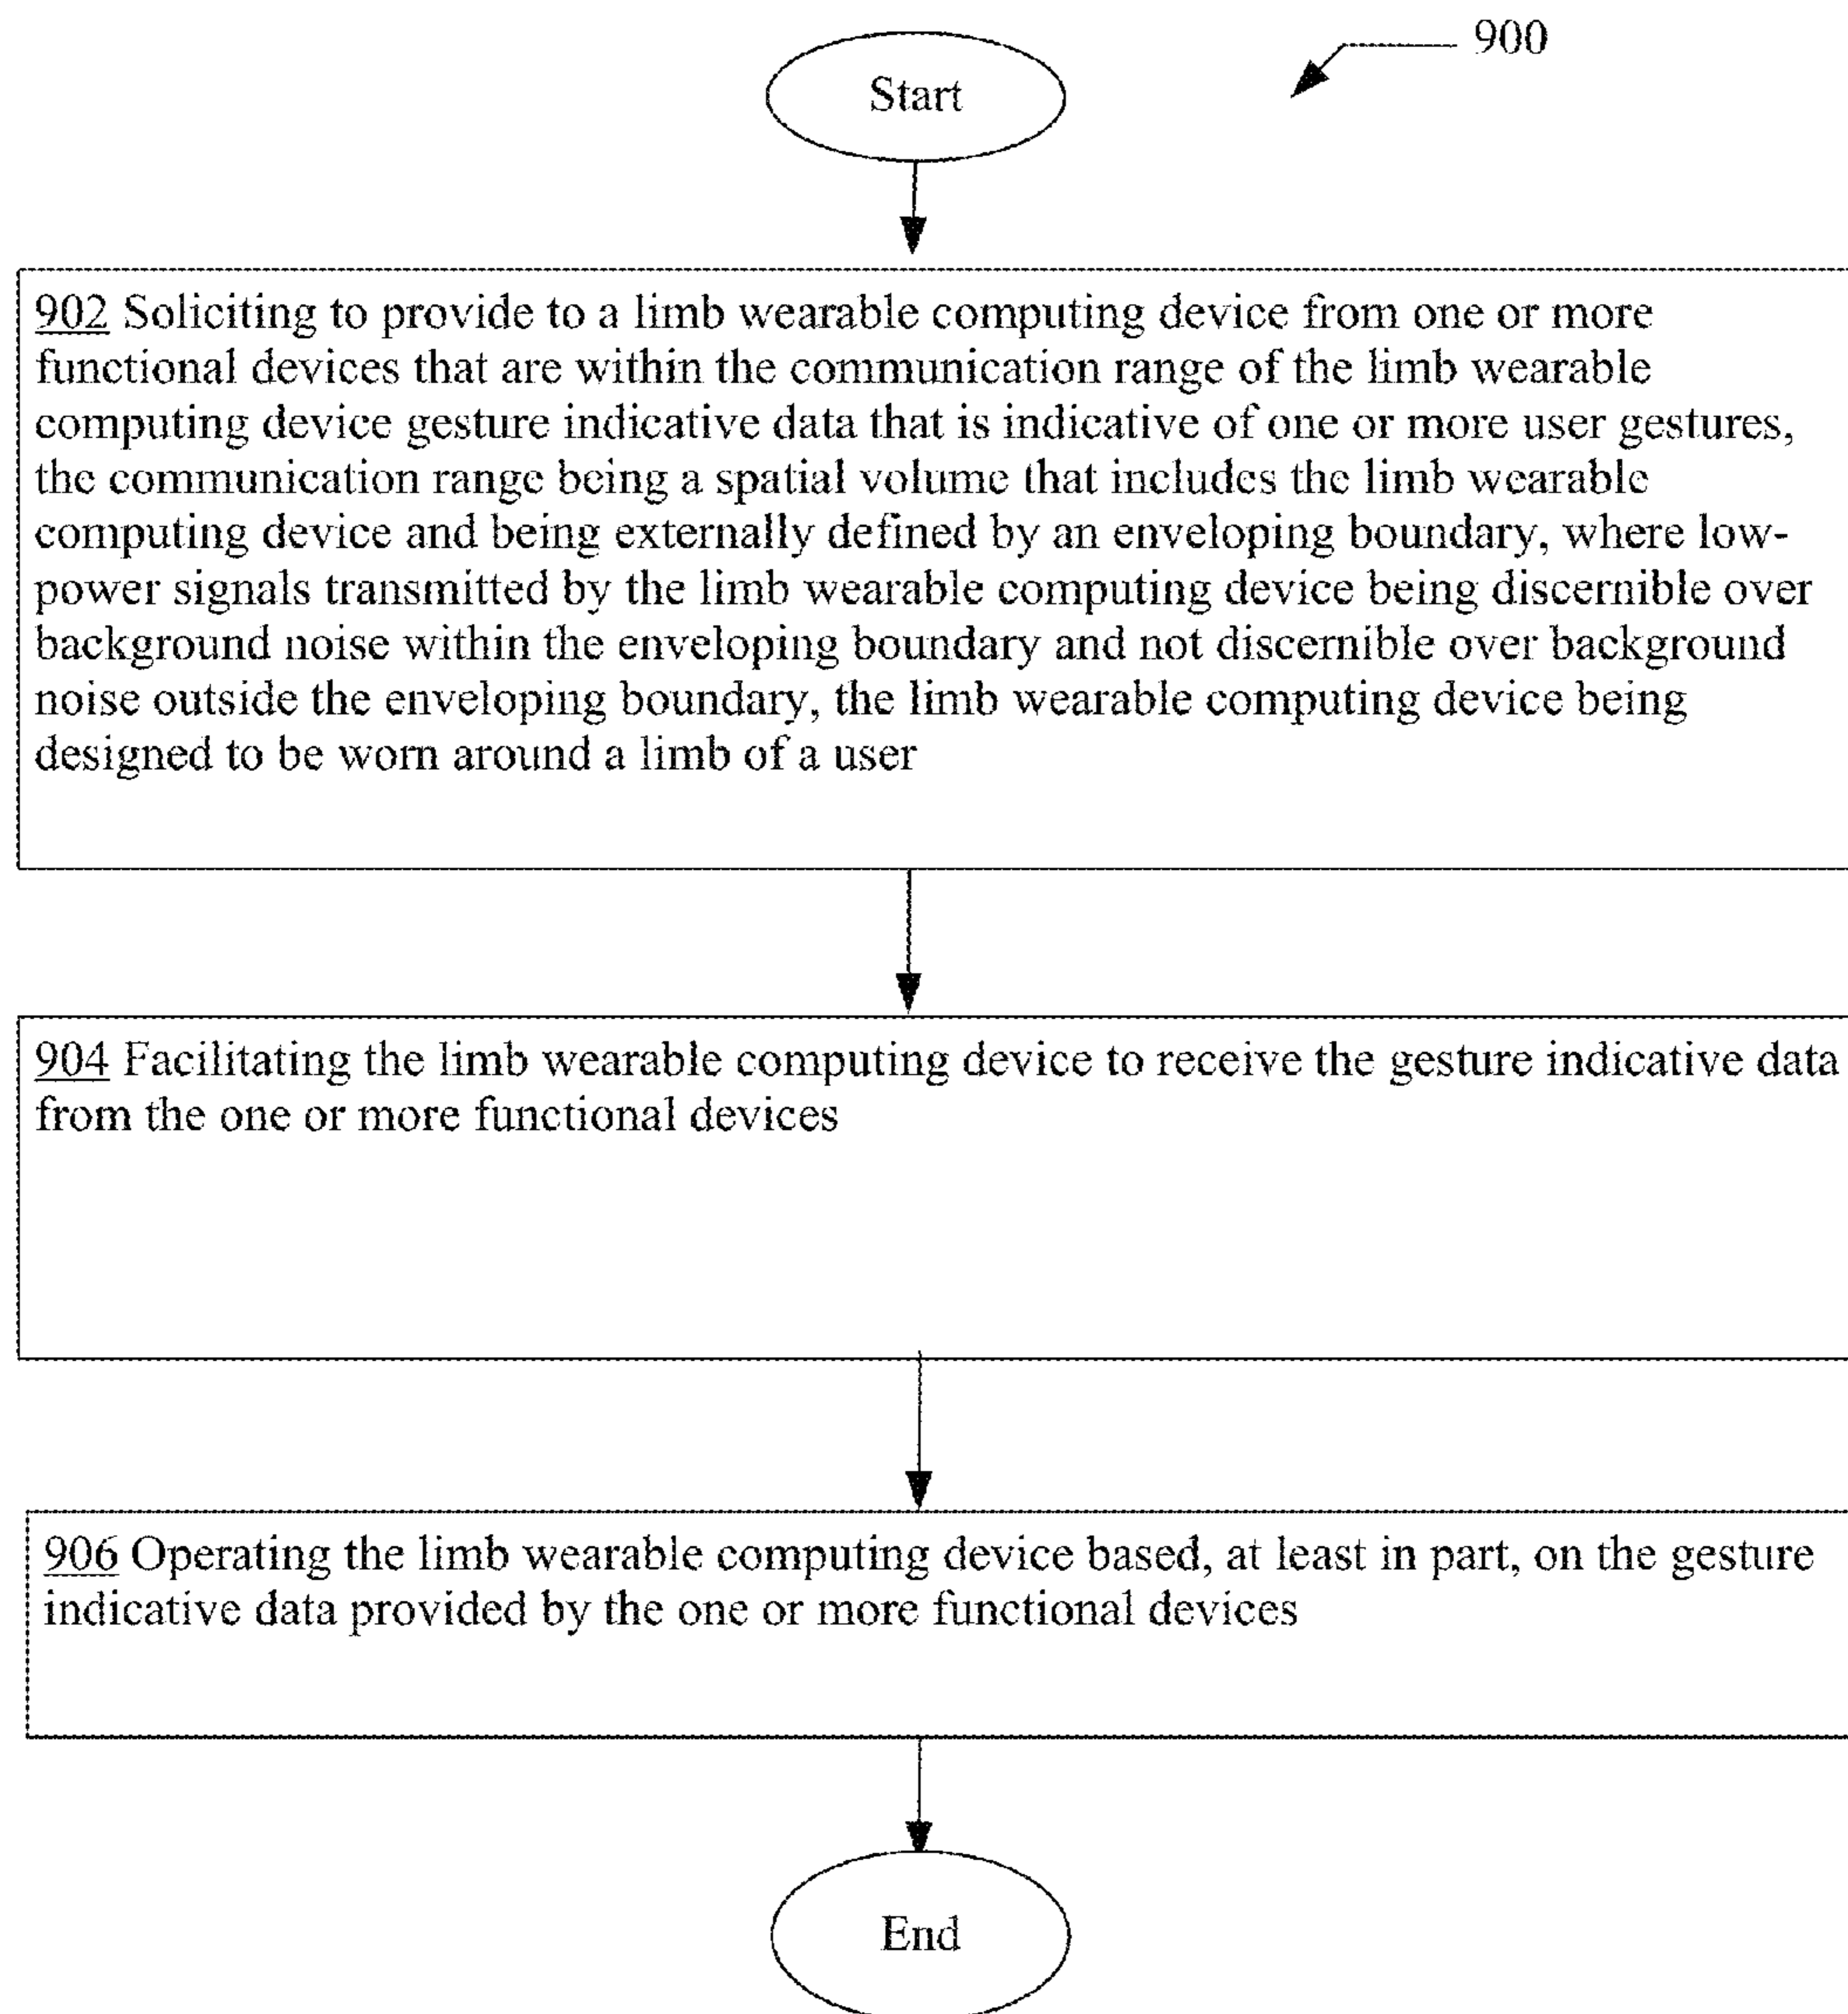 900
Start
902 Soliciting to provide to a limb wearable computing device from one or more
functional devices that are within the communication range of the limb wearable
computing device gesture indicative data that is indicative of one or more user gestures,
the communication range being a spatial volume that includes the limb wearable
computing device and being externally defined by an enveloping boundary, where low-
power signals transmitted by the limb wearable computing device being discernible over
background noise within the enveloping boundary and not discernible over background
noise outside the enveloping boundary, the limb wearable computing device being
designed to be worn around a limb of a user
904 Facilitating the limb wearable computing device to receive the gesture indicative data
from the one or more functional devices
906 Operating the limb wearable computing device based, at least in part, on the gesture
indicative data provided by the one or more functional devices
End